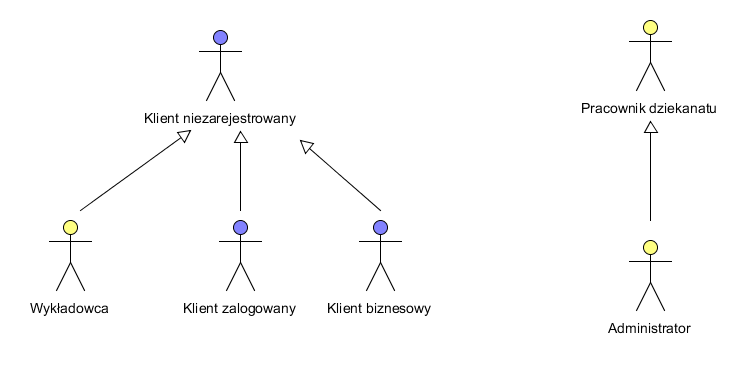 Klient niezarejestrowany
Pracownik dziekanatu
Wykładowca
Klient zalogowany
Klient biznesowy
Administrator